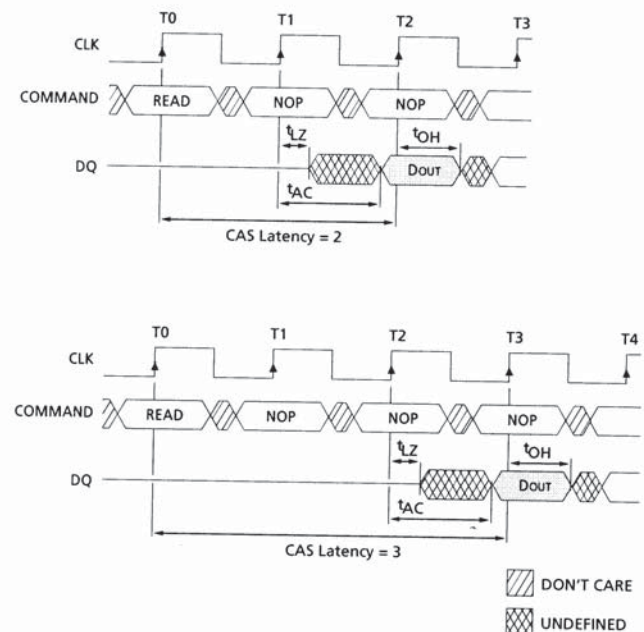 T0 T1 T2 T3
CLK
COMMAND READ NOP NOP
tLZ tOH
DQ DOUT
tAC
CAS Latency = 2
T0 T1 T2 T3 T4
CLK
COMMAND READ NOP NOP NOP
tLZ tOH
DQ DOUT
tAC
CAS Latency = 3
DON'T CARE
UNDEFINED